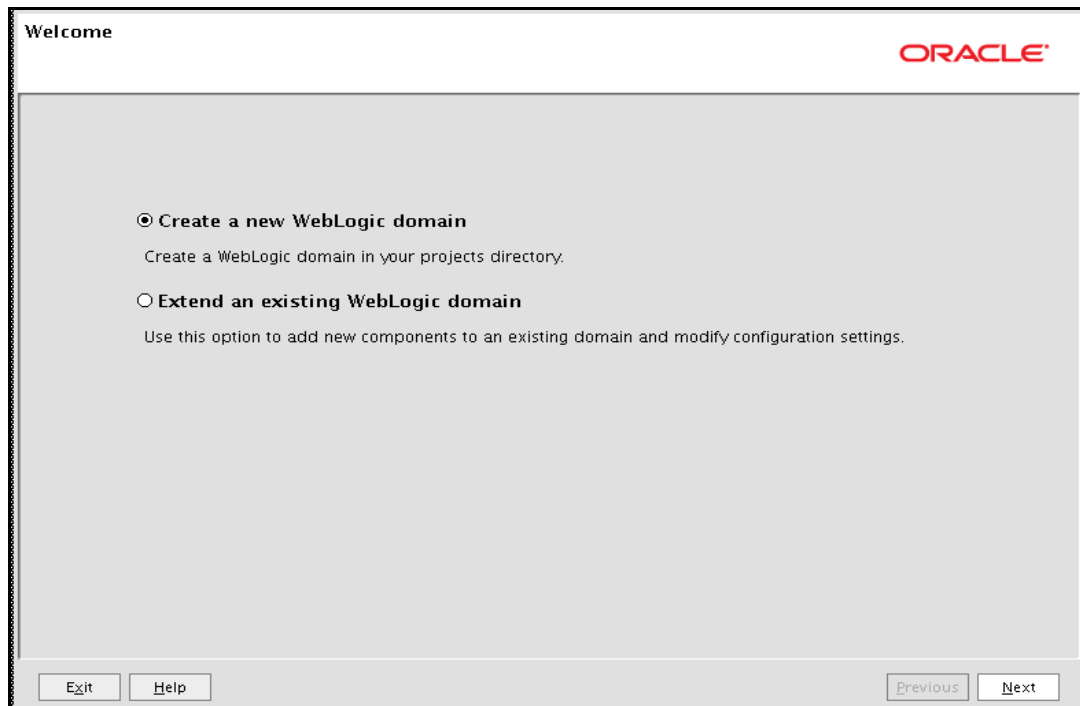 Welcome
ORACLE
Create a new WebLogic domain
Create a WebLogic domain in your projects directory.
Extend an existing WebLogic domain
Use this option to add new components to an existing domain and modify configuration settings.
Exit Help Previous Next